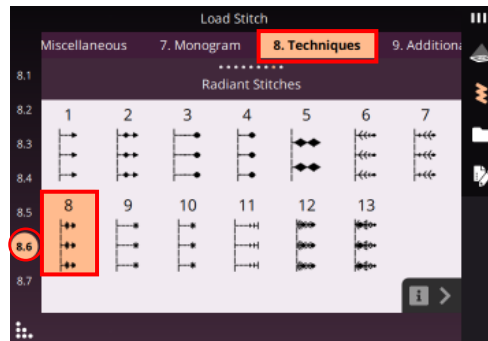 Load Stitch
Miscellaneous 7. Monogram 8. Techniques 9. Additiona
Radiant Stitches
8.1
8.2
8.3
8.4
8.5
8.6
8.7
1 2 3 4 5 6 7
8 9 10 11 12 13
i